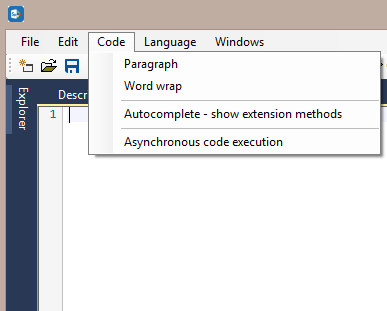 File Edit Code Language Windows
Paragraph
Word wrap
Autocomplete - show extension methods
Asynchronous code execution
Explorer
Descr
1